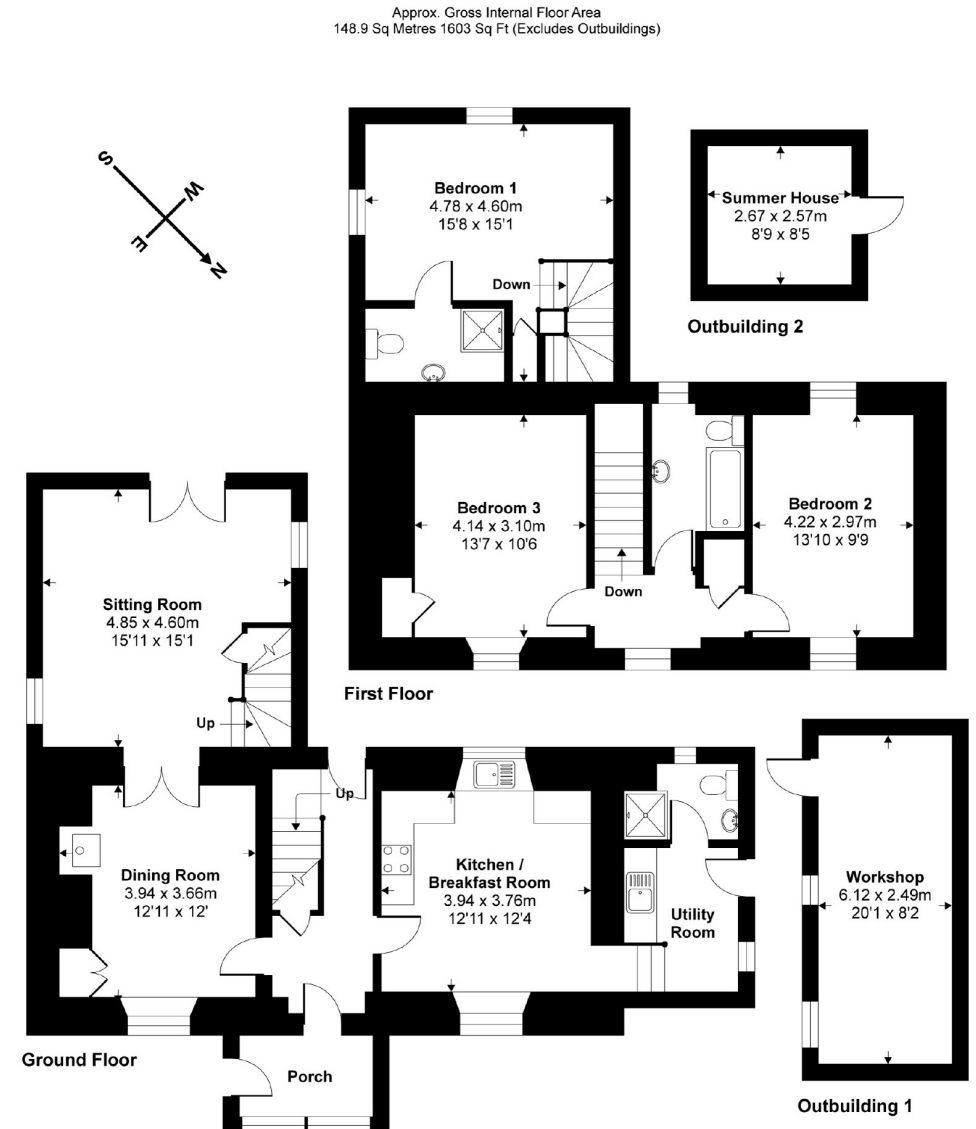 Approx. Gross Internal Floor Area
148.9 Sq Metres 1603 Sq Ft (Excludes Outbuildings)
S
W
E
N
Bedroom 1
4.78 x 4.60m
15'8 x 15'1
Down
Summer House
2.67 x 2.57m
8'9 x 8'5
Outbuilding 2
Bedroom 3
4.14 x 3.10m
13'7 x 10'6
Down
Bedroom 2
4.22 x 2.97m
13'10 x 9'9
First Floor
Sitting Room
4.85 x 4.60m
15'11 x 15'1
Up
Up
Dining Room
3.94 x 3.66m
12'11 x 12'
Kitchen /
Breakfast Room
3.94 x 3.76m
12'11 x 12'4
Utility
Room
Workshop
6.12 x 2.49m
20'1 x 8'2
Ground Floor
Porch
Outbuilding 1